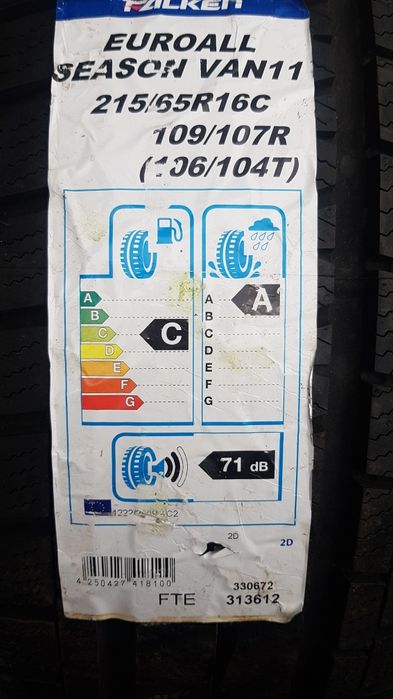 FALKEN
EUROALL
SEASON VAN11
215/65R16C
109/107R
(106/104T)
A
B
C
D
E
F
G
C
A
B
C
D
E
F
G
A
71 dB
C2
2D
2D
4 250427 418100
330672
FTE 313612